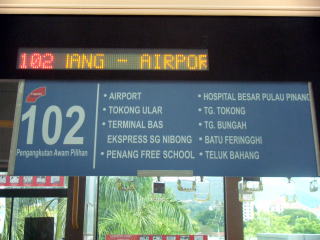 102 IANG - AIRPOR
102
Pengangkutan Awam Pilihan
• AIRPORT
• TOKONG ULAR
• TERMINAL BAS
EKSPRESS SG NIBONG
• PENANG FREE SCHOOL
• HOSPITAL BESAR PULAU PINANG
• TG. TOKONG
• TG. BUNGAH
• BATU FERINGGHI
• TELUK BAHANG